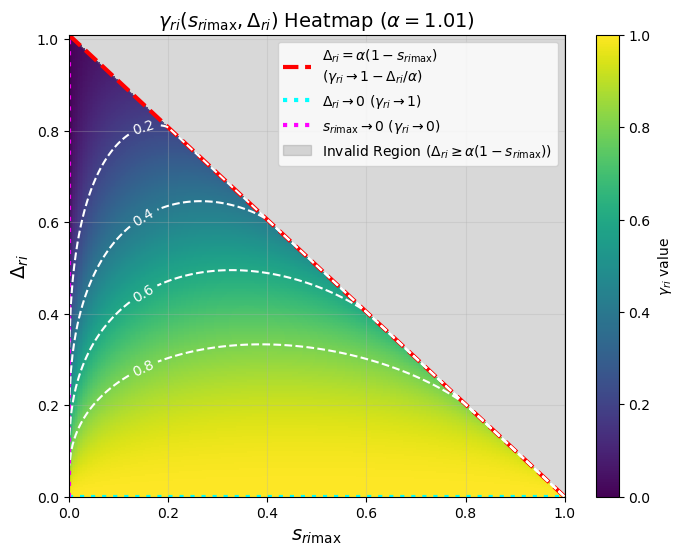 γ_ri(s_rimax, Δ_ri) Heatmap (α = 1.01)
Δ_ri = α(1 − s_rimax)
(γ_ri → 1 − Δ_ri/α)
Δ_ri → 0 (γ_ri → 1)
s_rimax → 0 (γ_ri → 0)
Invalid Region (Δ_ri ≥ α(1 − s_rimax))
1.0
0.8
0.6
0.4
0.2
0.0
Δ_ri
0.2
0.4
0.6
0.8
0.0
0.2
0.4
0.6
0.8
1.0
s_rimax
1.0
0.8
0.6
0.4
0.2
0.0
γ_ri value